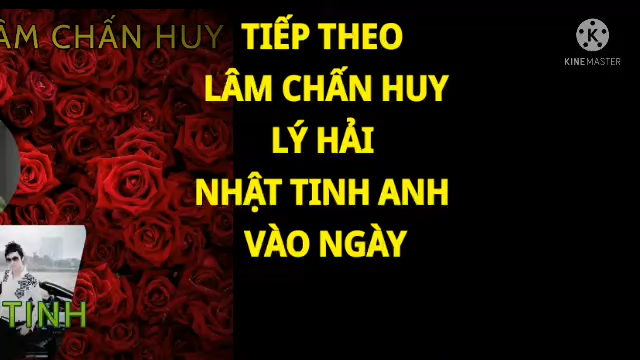 ÂM CHẤN HUY
TIẾP THEO
LÂM CHẤN HUY
LÝ HẢI
NHẬT TINH ANH
VÀO NGÀY
TINH
K
KINEMASTER